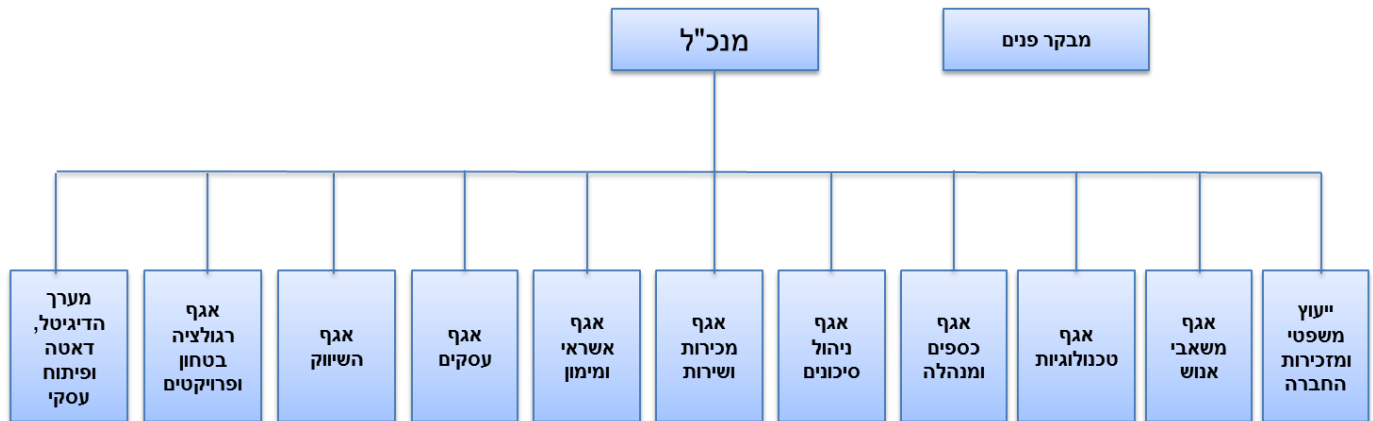 מנכ"ל
מבקר פנים
ייעוץ
משפטי
ומזכירות
החברה
אגף
משאבי
אנוש
אגף
טכנולוגיות
אגף
כספים
ומנהלה
אגף
ניהול
סיכונים
אגף
מכירות
ושירות
אגף
אשראי
ומימון
אגף
עסקים
אגף
השיווק
אגף
רגולציה
בטחון
ופרויקטים
מערך
הדיגיטל,
דאטה
ופיתוח
עסקי